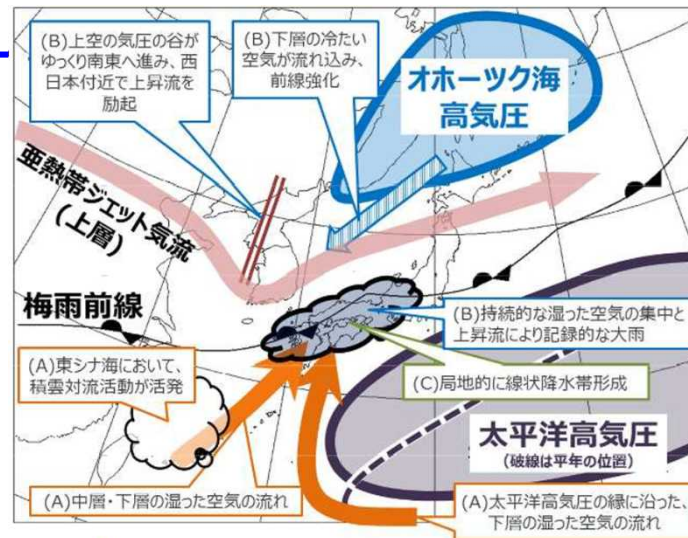 (B)上空の気圧の谷が
ゆっくり南東へ進み、西
日本付近で上昇流を
励起
(B)下層の冷たい
空気が流れ込み、
前線強化
オホーツク海
高気圧
亜熱帯ジェット気流
(上層)
梅雨前線
(B)持続的な湿った空気の集中と
上昇流により記録的な大雨
(A)東シナ海において、
積雲対流活動が活発
(C)局地的に線状降水帯形成
太平洋高気圧
(破線は平年の位置)
(A)中層・下層の湿った空気の流れ
(A)太平洋高気圧の縁に沿った、
下層の湿った空気の流れ